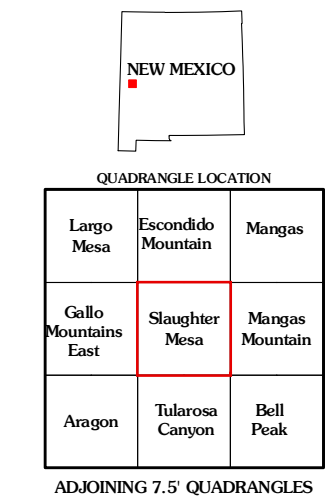 NEW MEXICO
QUADRANGLE LOCATION
Largo
Mesa
Escondido
Mountain
Mangas
Gallo
Mountains
East
Slaughter
Mesa
Mangas
Mountain
Aragon
Tularosa
Canyon
Bell
Peak
ADJOINING 7.5' QUADRANGLES